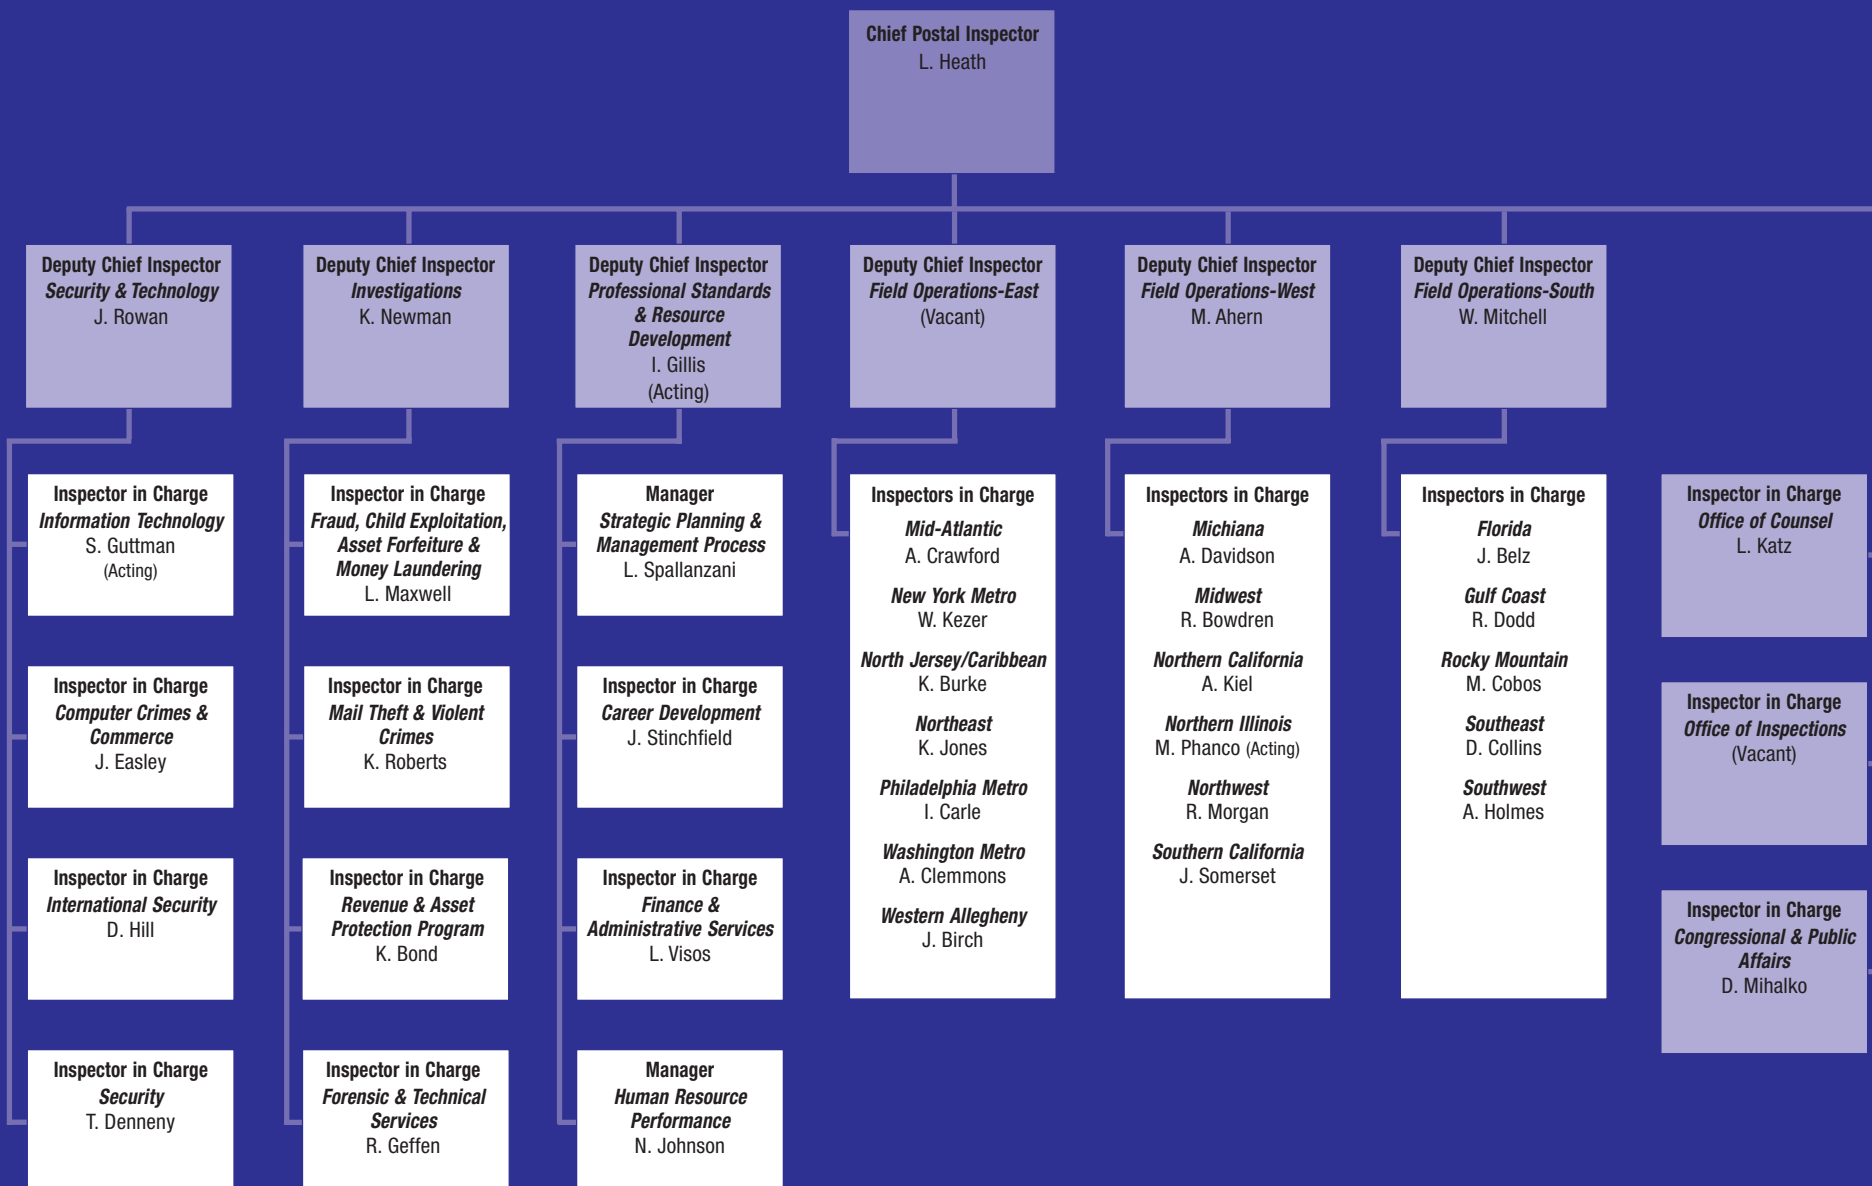 Chief Postal Inspector
L. Heath
Deputy Chief Inspector
Security & Technology
J. Rowan
Deputy Chief Inspector
Investigations
K. Newman
Deputy Chief Inspector
Professional Standards
& Resource
Development
I. Gillis
(Acting)
Deputy Chief Inspector
Field Operations-East
(Vacant)
Deputy Chief Inspector
Field Operations-West
M. Ahern
Deputy Chief Inspector
Field Operations-South
W. Mitchell
Inspector in Charge
Information Technology
S. Guttman
(Acting)
Inspector in Charge
Computer Crimes &
Commerce
J. Easley
Inspector in Charge
International Security
D. Hill
Inspector in Charge
Security
T. Denneny
Inspector in Charge
Fraud, Child Exploitation,
Asset Forfeiture &
Money Laundering
L. Maxwell
Inspector in Charge
Mail Theft & Violent
Crimes
K. Roberts
Inspector in Charge
Revenue & Asset
Protection Program
K. Bond
Inspector in Charge
Forensic & Technical
Services
R. Geffen
Manager
Strategic Planning &
Management Process
L. Spallanzani
Inspector in Charge
Career Development
J. Stinchfield
Inspector in Charge
Finance &
Administrative Services
L. Visos
Manager
Human Resource
Performance
N. Johnson
Inspectors in Charge
Mid-Atlantic
A. Crawford
New York Metro
W. Kezer
North Jersey/Caribbean
K. Burke
Northeast
K. Jones
Philadelphia Metro
I. Carle
Washington Metro
A. Clemmons
Western Allegheny
J. Birch
Inspectors in Charge
Michiana
A. Davidson
Midwest
R. Bowdren
Northern California
A. Kiel
Northern Illinois
M. Phanco (Acting)
Northwest
R. Morgan
Southern California
J. Somerset
Inspectors in Charge
Florida
J. Belz
Gulf Coast
R. Dodd
Rocky Mountain
M. Cobos
Southeast
D. Collins
Southwest
A. Holmes
Inspector in Charge
Office of Counsel
L. Katz
Inspector in Charge
Office of Inspections
(Vacant)
Inspector in Charge
Congressional & Public
Affairs
D. Mihalko